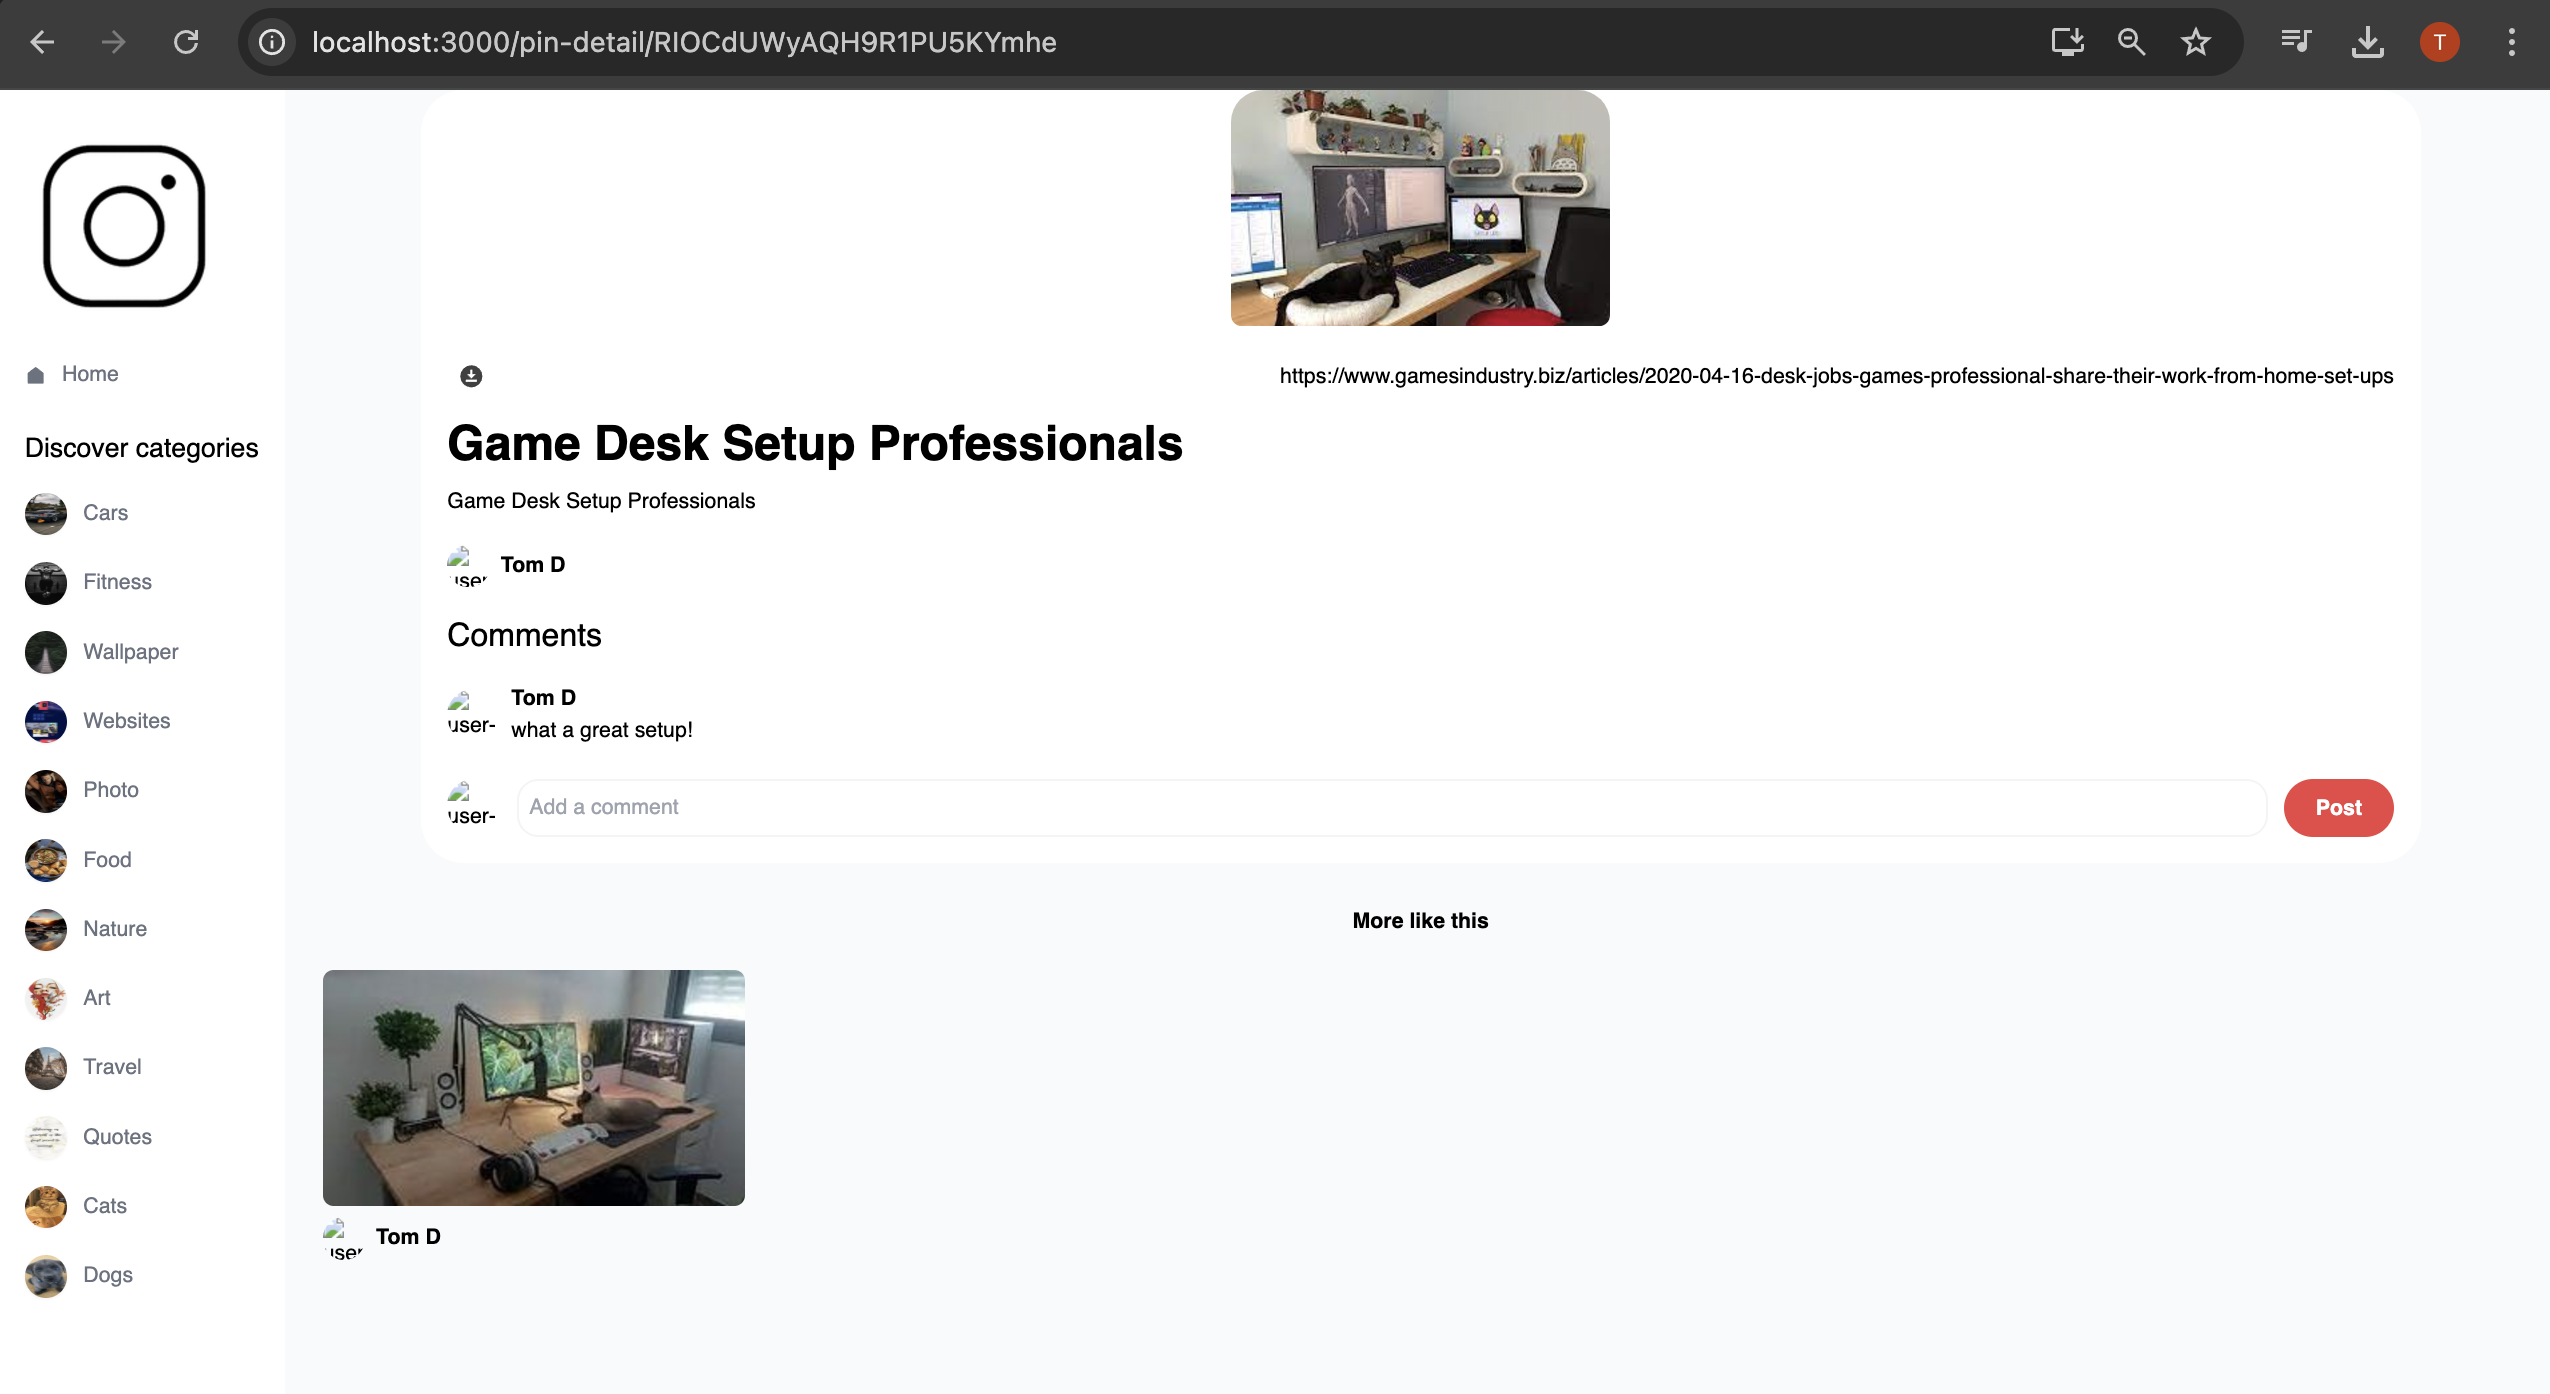 localhost:3000/pin-detail/RIOCdUWyAQH9R1PU5KYmhe
T
Home
Discover categories
Cars
Fitness
Wallpaper
Websites
Photo
Food
Nature
Art
Travel
Quotes
Cats
Dogs
https://www.gamesindustry.biz/articles/2020-04-16-desk-jobs-games-professional-share-their-work-from-home-set-ups
Game Desk Setup Professionals
Game Desk Setup Professionals
user Tom D
Comments
user- Tom D
what a great setup!
user- Add a comment Post
More like this
user Tom D